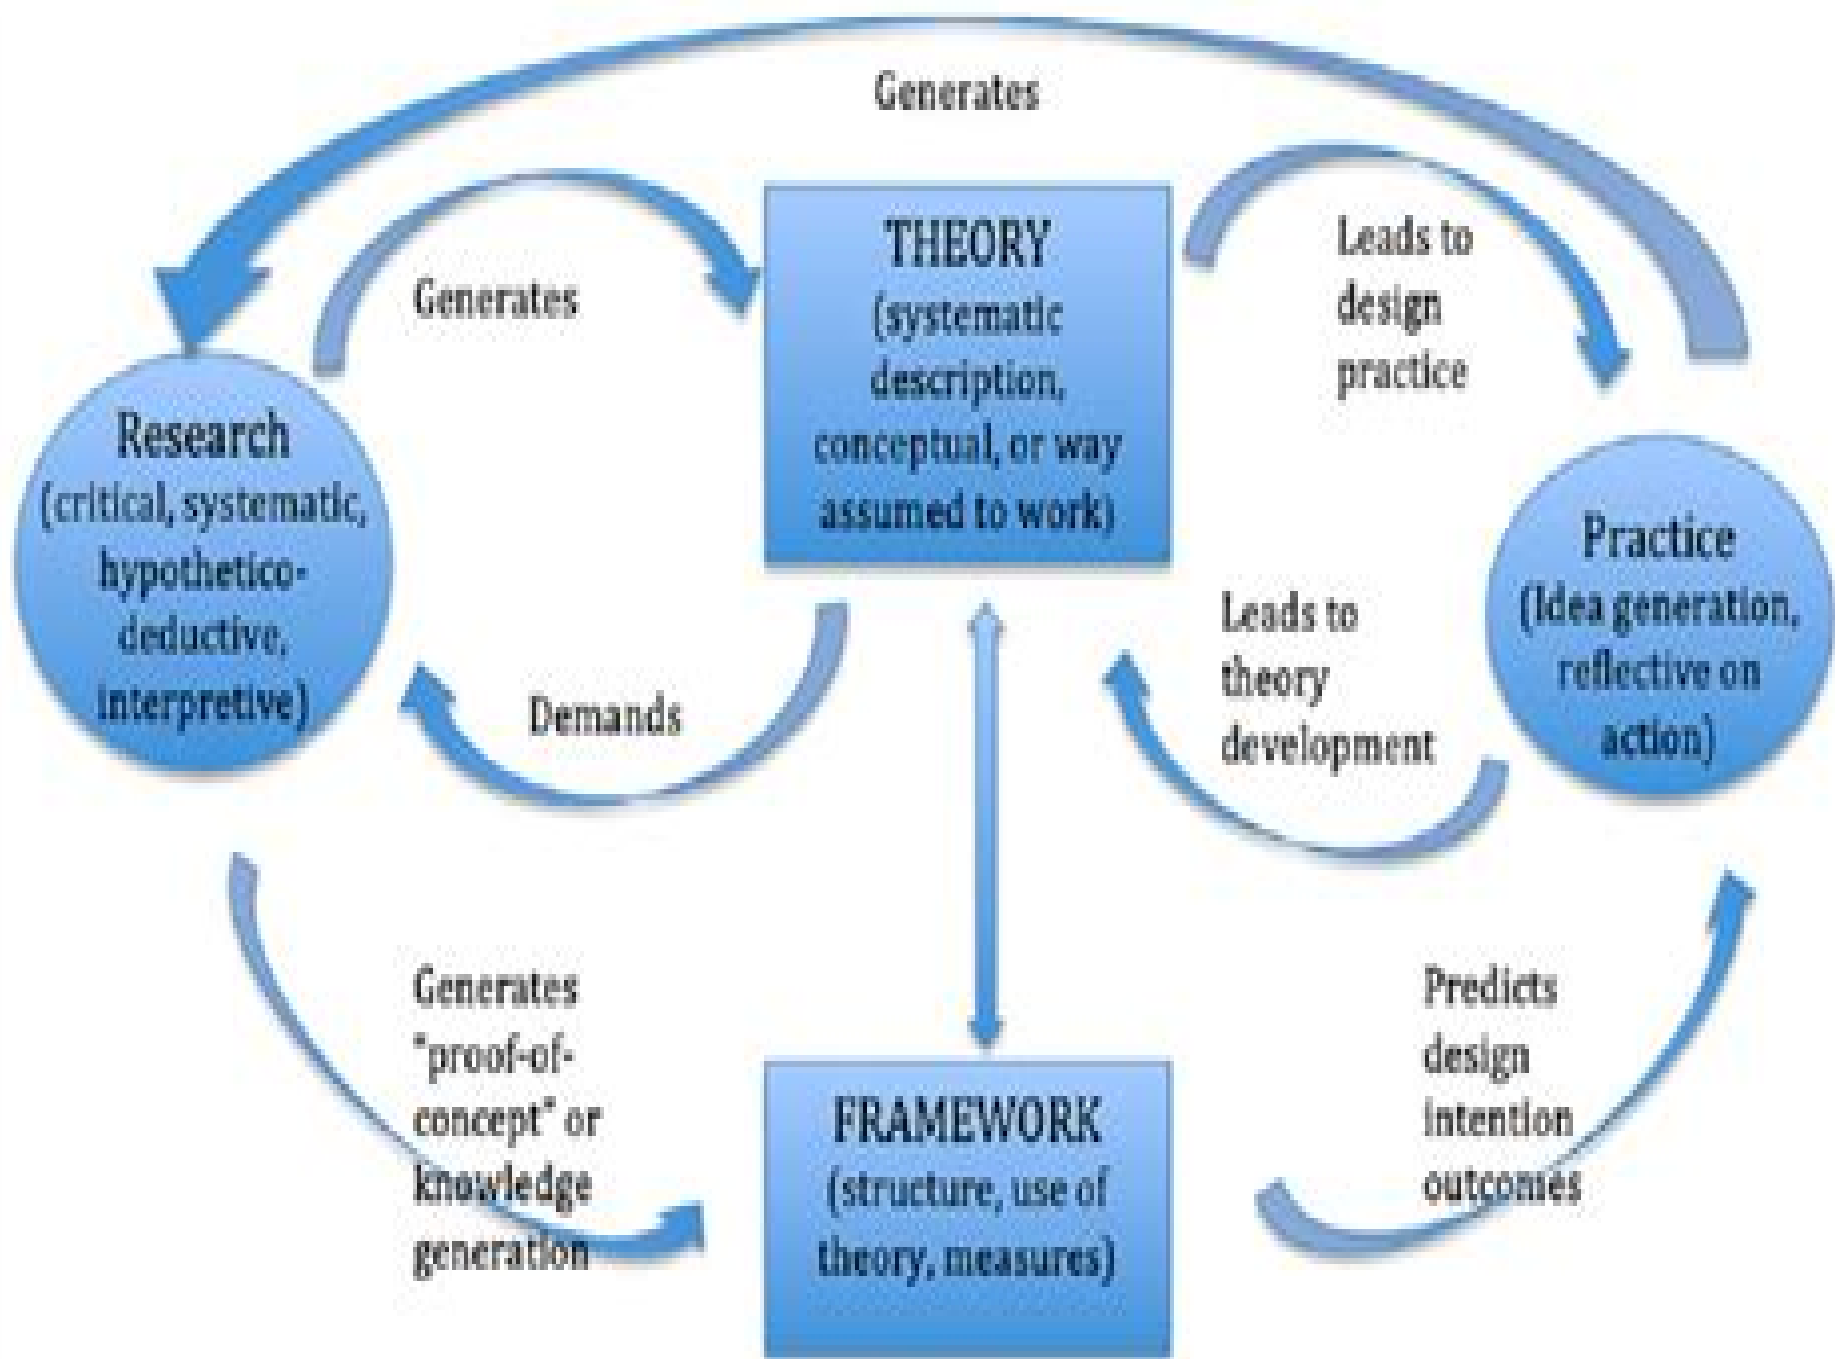 Generates
Generates
THEORY
(systematic
description,
conceptual, or way
assumed to work)
Leads to
design
practice
Research
(critical, systematic,
hypothetico-
deductive,
interpretive)
Practice
(Idea generation,
reflective on
action)
Demands
Leads to
theory
development
Generates
"proof-of-
concept" or
knowledge
generation
FRAMEWORK
(structure, use of
theory, measures)
Predicts
design
intention
outcomes